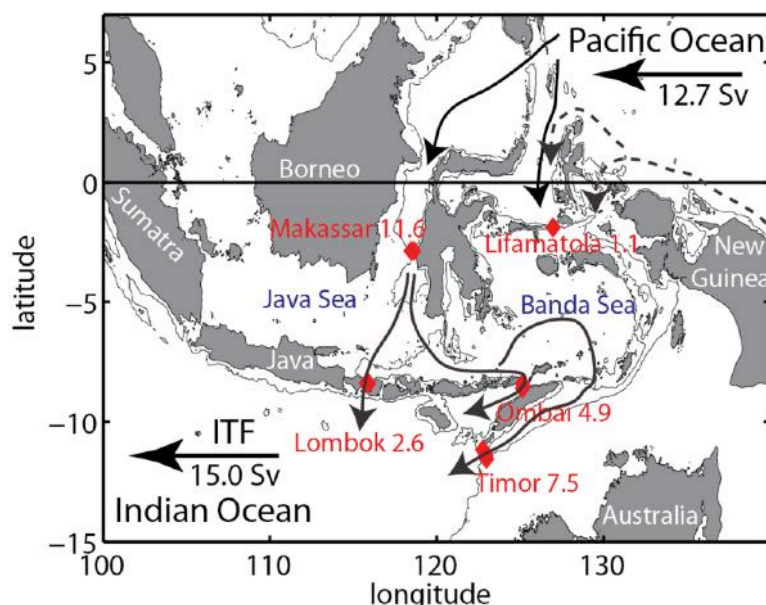 Pacific Ocean
12.7 Sv
5
Borneo
0
Sumatra
Makassar 11.6
Lifamatola 1.1
New
Guinea
latitude
−5
Java Sea
Banda Sea
Java
−10
Ombai 4.9
ITF
Lombok 2.6
15.0 Sv
Timor 7.5
Indian Ocean
Australia
−15
100
110
120
130
longitude